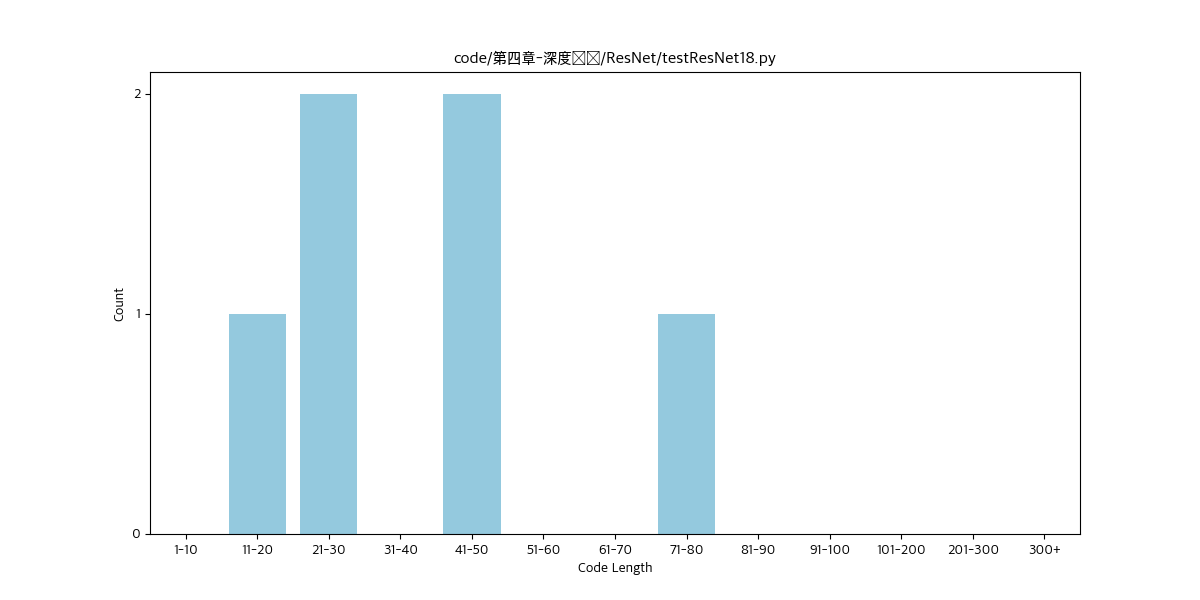 code/第四章-深度/ResNet/testResNet18.py
2
1
0
Count
1-10 11-20 21-30 31-40 41-50 51-60 61-70 71-80 81-90 91-100 101-200 201-300 300+
Code Length